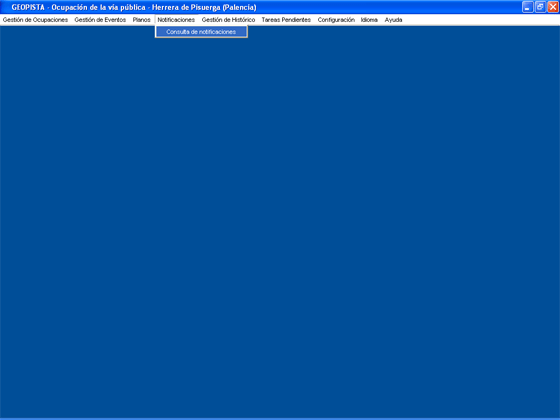 GEOPISTA - Ocupación de la vía pública - Herrera de Pisuerga (Palencia)
Gestión de Ocupaciones Gestión de Eventos Planos Notificaciones Gestión de Histórico Tareas Pendientes Configuración Idioma Ayuda
Consulta de notificaciones